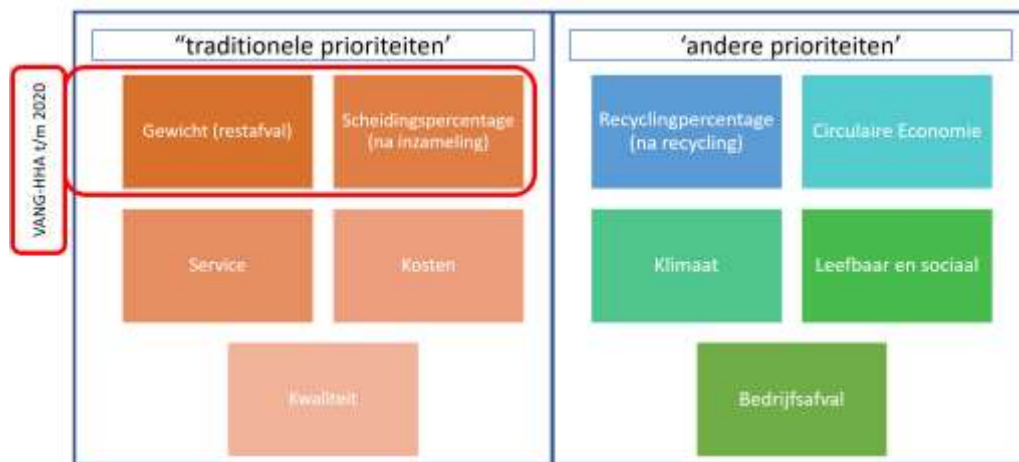 "traditionele prioriteiten'
'andere prioriteiten'
VANG-HHA t/m 2020
Gewicht (restafval)
Scheidingspercentage
(na inzameling)
Recyclingpercentage
(na recycling)
Circulaire Economie
Service
Kosten
Klimaat
Leefbaar en sociaal
Kwaliteit
Bedrijfsafval